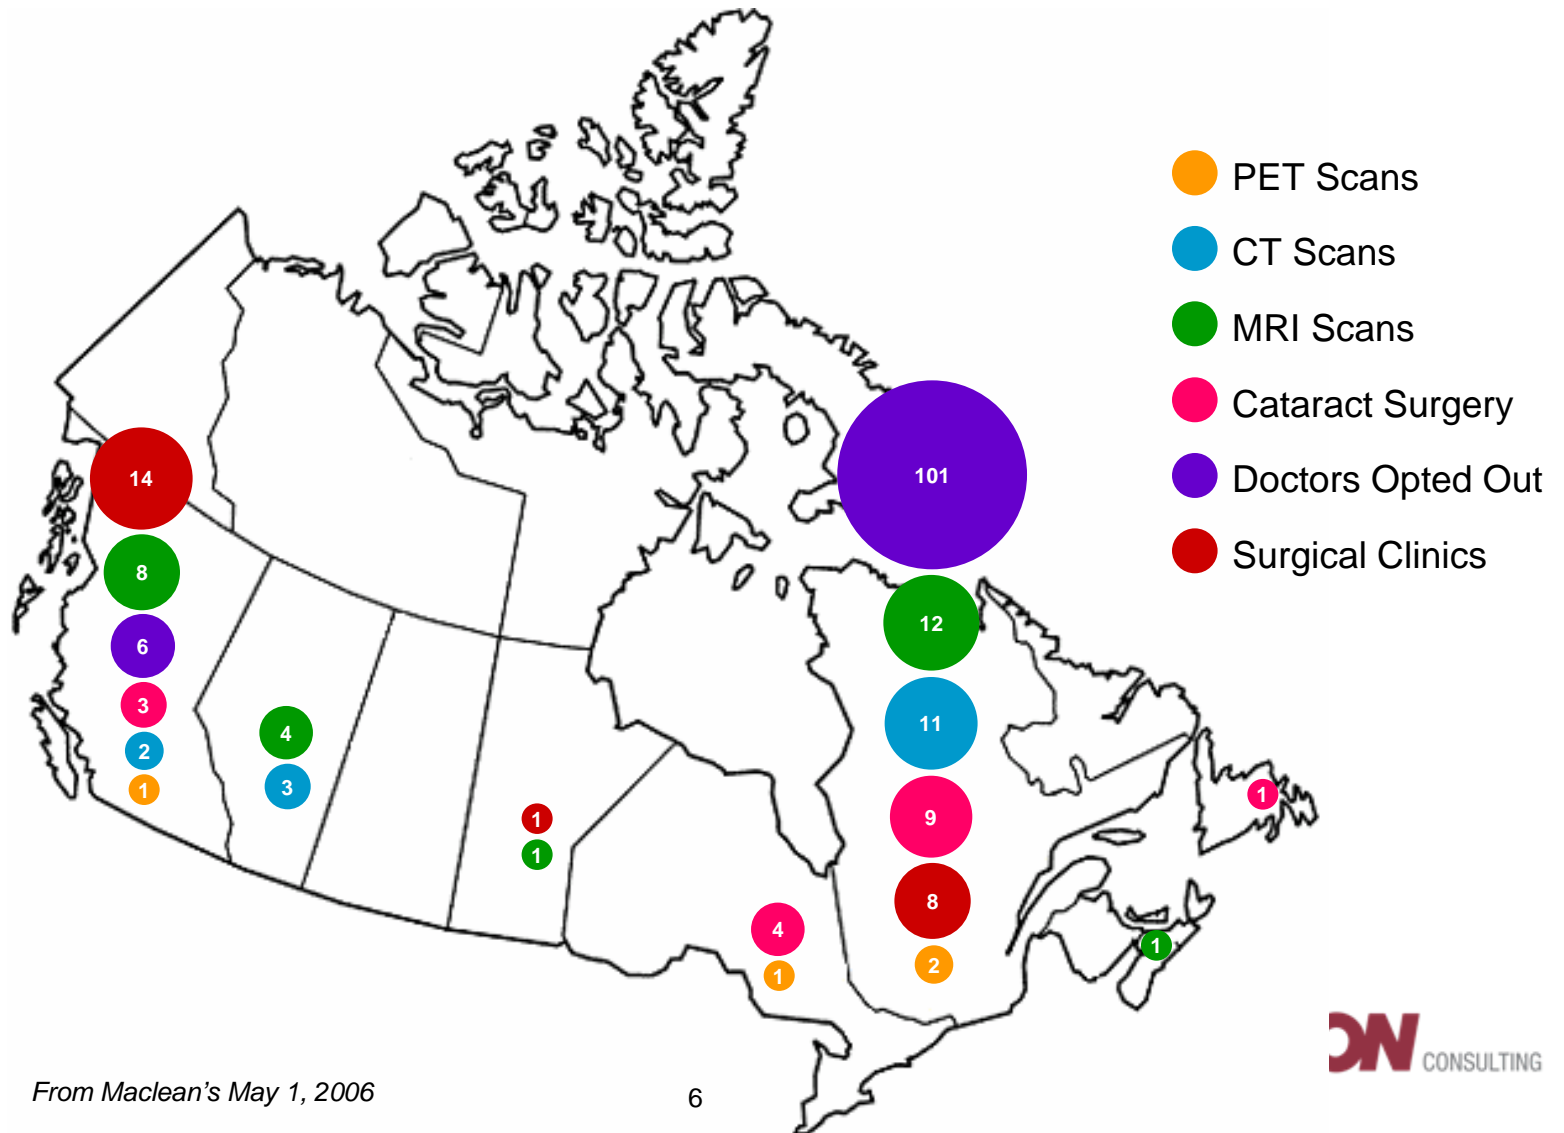 PET Scans
CT Scans
MRI Scans
Cataract Surgery
Doctors Opted Out
Surgical Clinics
14
8
6
3
2
1
4
3
1
1
4
1
101
12
11
9
8
2
1
1
From Maclean's May 1, 2006
6
ON CONSULTING